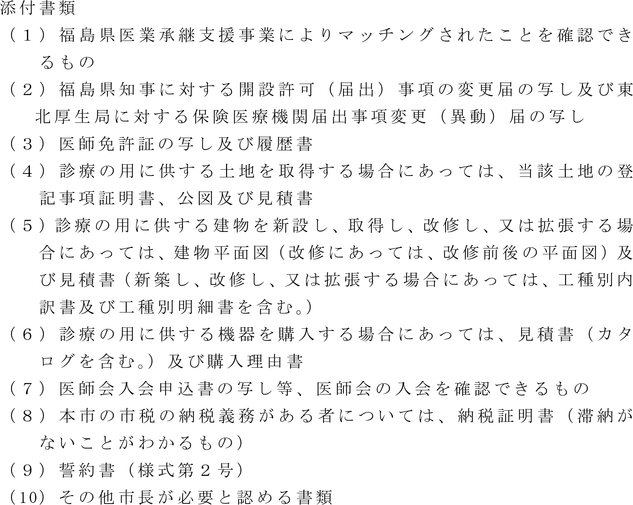 添付書類
（１）福島県医業承継支援事業によりマッチングされたことを確認でき
るもの
（２）福島県知事に対する開設許可（届出）事項の変更届の写し及び東
北厚生局に対する保険医療機関届出事項変更（異動）届の写し
（３）医師免許証の写し及び履歴書
（４）診療の用に供する土地を取得する場合にあっては、当該土地の登
記事項証明書、公図及び見積書
（５）診療の用に供する建物を新設し、取得し、改修し、又は拡張する場
合にあっては、建物平面図（改修にあっては、改修前後の平面図）及
び見積書（新築し、改修し、又は拡張する場合にあっては、工種別内
訳書及び工種別明細書を含む。）
（６）診療の用に供する機器を購入する場合にあっては、見積書（カタ
ログを含む。）及び購入理由書
（７）医師会入会申込書の写し等、医師会の入会を確認できるもの
（８）本市の市税の納税義務がある者については、納税証明書（滞納が
ないことがわかるもの）
（９）誓約書（様式第２号）
（10）その他市長が必要と認める書類